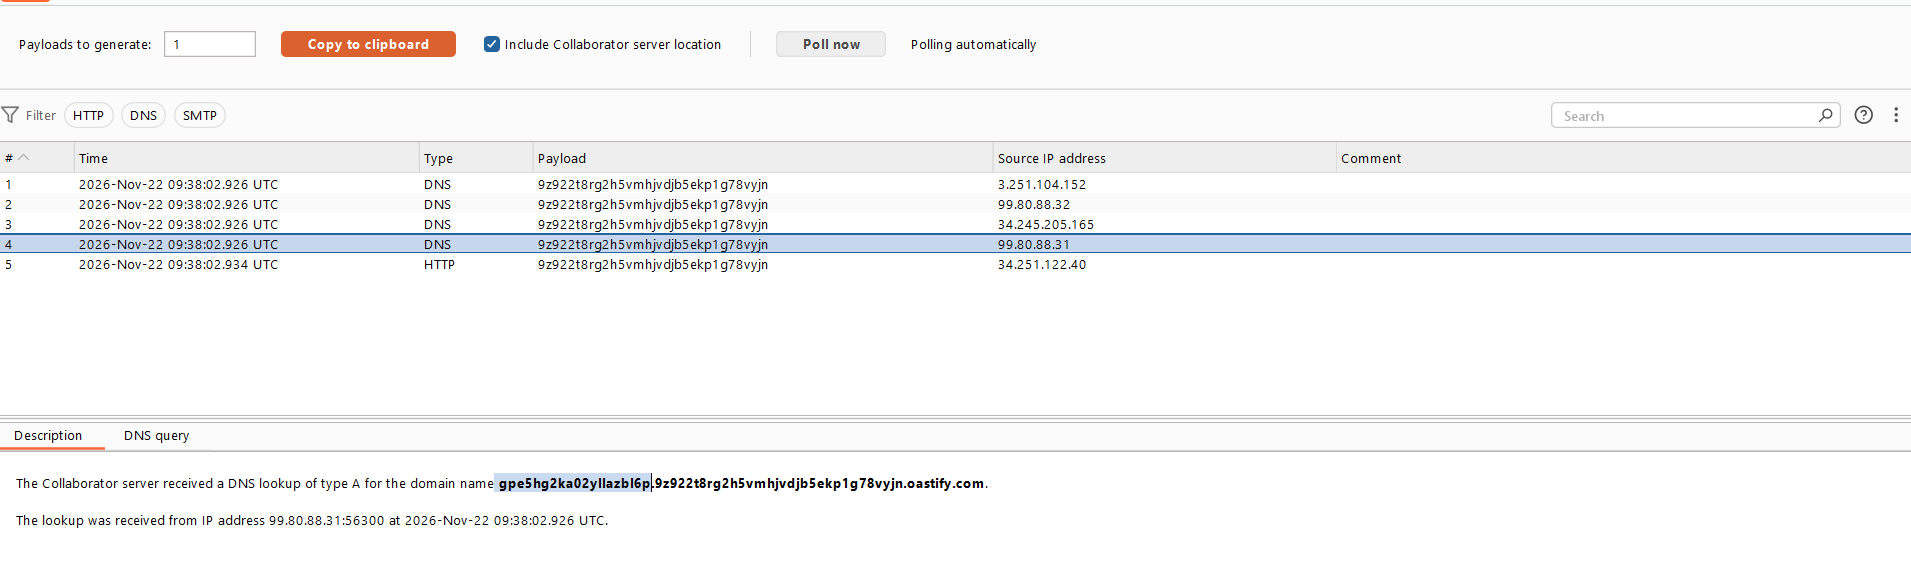 Payloads to generate: 1 Copy to clipboard Include Collaborator server location Poll now Polling automatically
Filter HTTP DNS SMTP Search
# Time Type Payload Source IP address Comment
1 2026-Nov-22 09:38:02.926 UTC DNS 9z922t8rg2h5vmhjvdjb5ekp1g78vyjn 3.251.104.152
2 2026-Nov-22 09:38:02.926 UTC DNS 9z922t8rg2h5vmhjvdjb5ekp1g78vyjn 99.80.88.32
3 2026-Nov-22 09:38:02.926 UTC DNS 9z922t8rg2h5vmhjvdjb5ekp1g78vyjn 34.245.205.165
4 2026-Nov-22 09:38:02.926 UTC DNS 9z922t8rg2h5vmhjvdjb5ekp1g78vyjn 99.80.88.31
5 2026-Nov-22 09:38:02.934 UTC HTTP 9z922t8rg2h5vmhjvdjb5ekp1g78vyjn 34.251.122.40
Description DNS query
The Collaborator server received a DNS lookup of type A for the domain name gpe5hg2ka02yllazbl6p.9z922t8rg2h5vmhjvdjb5ekp1g78vyjn.oastify.com.
The lookup was received from IP address 99.80.88.31:56300 at 2026-Nov-22 09:38:02.926 UTC.